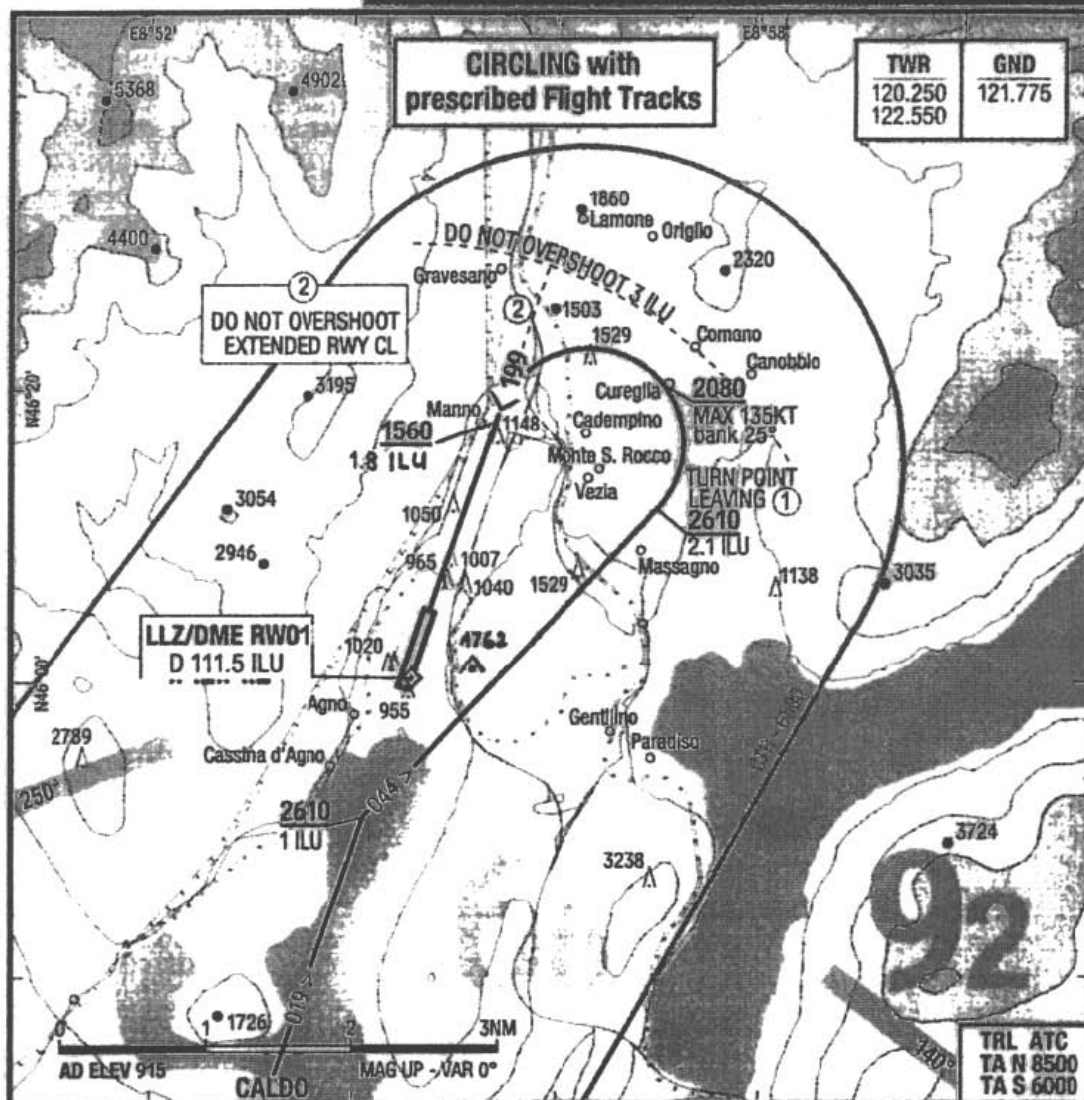 E8°52'
E8°58'
CIRCLING with
prescribed Flight Tracks
TWR
120.250
122.550
GND
121.775
5368
4902
4400
1860
Lamone
Origlio
DO NOT OVERSHOOT 3 ILU
2320
Gravesano
2
DO NOT OVERSHOOT
EXTENDED RWY CL
2
1503
1529
Comano
Canobbio
N46°20'
3195
199
Cureglia
2080
MAX 135KT
bank 25°
Manno
1560
1.8 ILU
1148
Cadempino
Monte S. Rocco
Vezia
TURN POINT
LEAVING 1
2610
2.1 ILU
3054
1050
2946
965
1007
1040
1529
Massagno
1138
3035
LLZ/DME RW01
D 111.5 ILU
1020
1762
955
Agno
Gentilino
Paradiso
2789
Cassina d'Agno
250°
044 >
2610
1 ILU
3724
3238
92
019 >
1726
0 1 2 3NM
AD ELEV 915
MAG UP - VAR 0°
CALDO
140°
TRL ATC
TA N 8500
TA S 6000